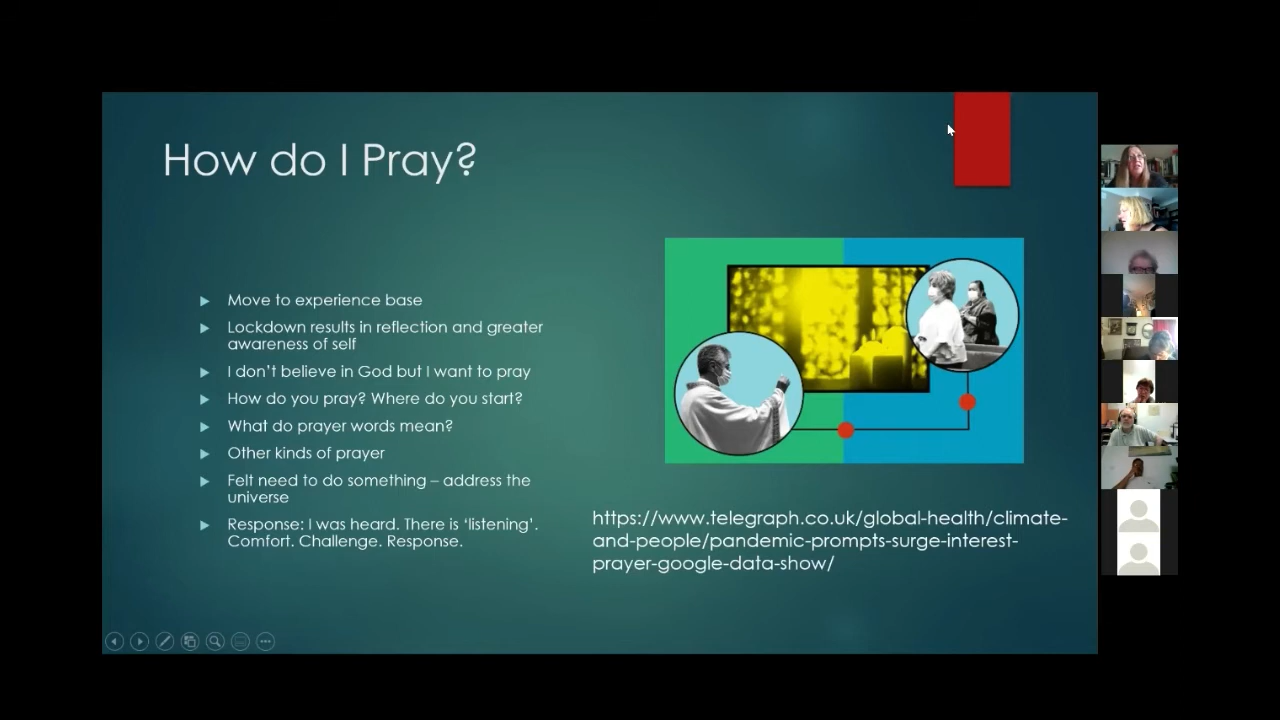 How do I Pray?
Move to experience base
Lockdown results in reflection and greater
awareness of self
I don't believe in God but I want to pray
How do you pray? Where do you start?
What do prayer words mean?
Other kinds of prayer
Felt need to do something – address the
universe
Response: I was heard. There is 'listening'.
Comfort. Challenge. Response.
https://www.telegraph.co.uk/global-health/climate-
and-people/pandemic-prompts-surge-interest-
prayer-google-data-show/